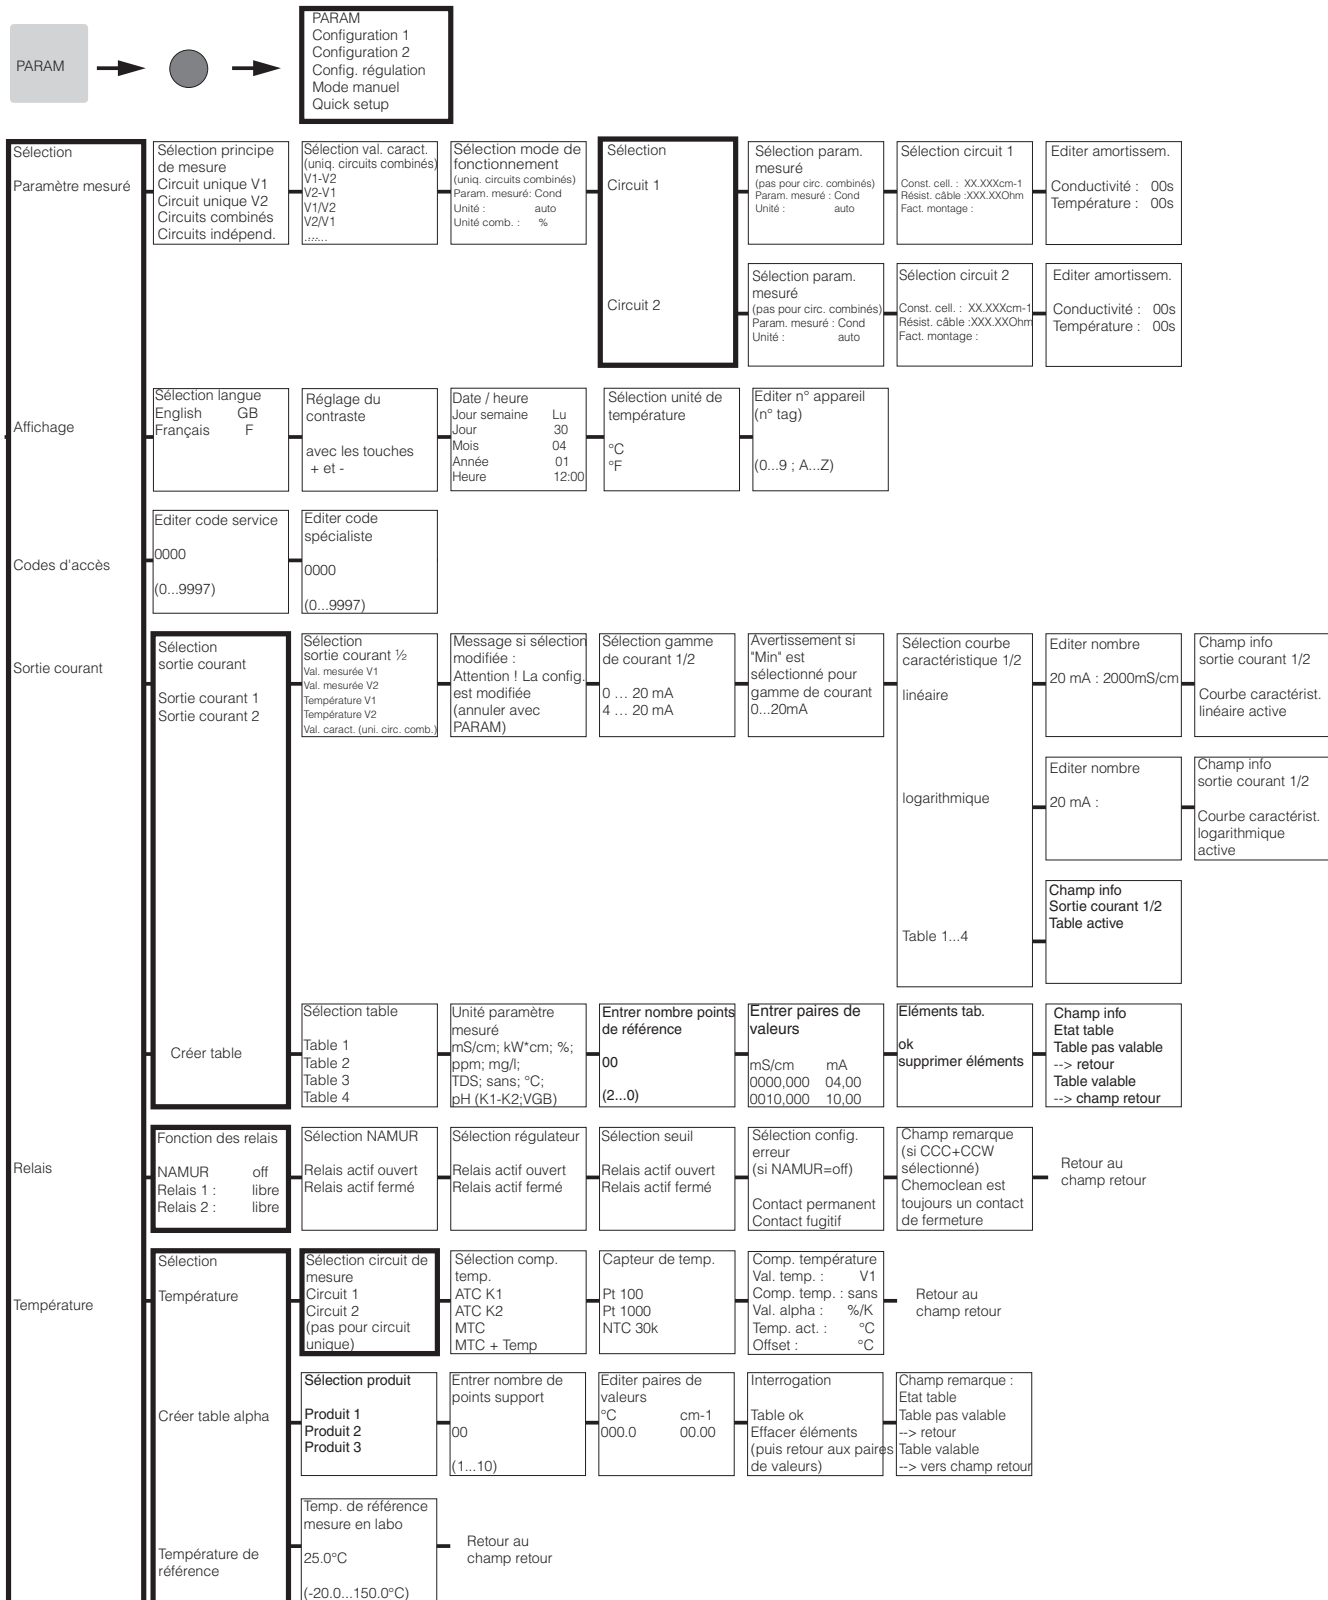 PARAM
PARAM
Configuration 1
Configuration 2
Config. régulation
Mode manuel
Quick setup
Sélection
Paramètre mesuré
Sélection principe
de mesure
Circuit unique V1
Circuit unique V2
Circuits combinés
Circuits indépend.
Sélection val. caract.
(uniq. circuits combinés)
V1-V2
V2-V1
V1/V2
V2/V1
......
Sélection mode de
fonctionnement
(uniq. circuits combinés)
Param. mesuré: Cond
Unité : auto
Unité comb. : %
Sélection
Circuit 1
Sélection param.
mesuré
(pas pour circ. combinés)
Param. mesuré : Cond
Unité : auto
Sélection circuit 1
Const. cell. : XX.XXXcm-1
Résist. câble :XXX.XXOhm
Fact. montage :
Editer amortissem.
Conductivité : 00s
Température : 00s
Circuit 2
Sélection param.
mesuré
(pas pour circ. combinés)
Param. mesuré : Cond
Unité : auto
Sélection circuit 2
Const. cell. : XX.XXXcm-1
Résist. câble :XXX.XXOhm
Fact. montage :
Editer amortissem.
Conductivité : 00s
Température : 00s
Affichage
Sélection langue
English GB
Français F
Réglage du
contraste
avec les touches
+ et -
Date / heure
Jour semaine Lu
Jour 30
Mois 04
Année 01
Heure 12:00
Sélection unité de
température
°C
°F
Editer n° appareil
(n° tag)
(0...9 ; A...Z)
Codes d'accès
Editer code service
0000
(0...9997)
Editer code
spécialiste
0000
(0...9997)
Sortie courant
Sélection
sortie courant
Sortie courant 1
Sortie courant 2
Sélection
sortie courant ½
Val. mesurée V1
Val. mesurée V2
Température V1
Température V2
Val. caract. (uni. circ. comb.)
Message si sélection
modifiée :
Attention ! La config.
est modifiée
(annuler avec
PARAM)
Sélection gamme
de courant 1/2
0 … 20 mA
4 … 20 mA
Avertissement si
"Min" est
sélectionné pour
gamme de courant
0...20mA
Sélection courbe
caractéristique 1/2
linéaire
Editer nombre
20 mA : 2000mS/cm
Champ info
sortie courant 1/2
Courbe caractérist.
linéaire active
logarithmique
Editer nombre
20 mA :
Champ info
sortie courant 1/2
Courbe caractérist.
logarithmique
active
Table 1...4
Champ info
Sortie courant 1/2
Table active
Créer table
Sélection table
Table 1
Table 2
Table 3
Table 4
Unité paramètre
mesuré
mS/cm; kW*cm; %;
ppm; mg/l;
TDS; sans; °C;
pH (K1-K2;VGB)
Entrer nombre points
de référence
00
(2...0)
Entrer paires de
valeurs
mS/cm mA
0000,000 04,00
0010,000 10,00
Eléments tab.
ok
supprimer éléments
Champ info
Etat table
Table pas valable
--> retour
Table valable
--> champ retour
Relais
Fonction des relais
NAMUR off
Relais 1 : libre
Relais 2 : libre
Sélection NAMUR
Relais actif ouvert
Relais actif fermé
Sélection régulateur
Relais actif ouvert
Relais actif fermé
Sélection seuil
Relais actif ouvert
Relais actif fermé
Sélection config.
erreur
(si NAMUR=off)
Contact permanent
Contact fugitif
Champ remarque
(si CCC+CCW
sélectionné)
Chemoclean est
toujours un contact
de fermeture
Retour au
champ retour
Température
Sélection
Température
Sélection circuit de
mesure
Circuit 1
Circuit 2
(pas pour circuit
unique)
Sélection comp.
temp.
ATC K1
ATC K2
MTC
MTC + Temp
Capteur de temp.
Pt 100
Pt 1000
NTC 30k
Comp. température
Val. temp. : V1
Comp. temp. : sans
Val. alpha : %/K
Temp. act. : °C
Offset : °C
Retour au
champ retour
Créer table alpha
Sélection produit
Produit 1
Produit 2
Produit 3
Entrer nombre de
points support
00
(1...10)
Editer paires de
valeurs
°C cm-1
000.0 00.00
Interrogation
Table ok
Effacer éléments
(puis retour aux paires
de valeurs)
Champ remarque :
Etat table
Table pas valable
--> retour
Table valable
--> vers champ retour
Température de
référence
Temp. de référence
mesure en labo
25.0°C
(-20.0...150.0°C)
Retour au
champ retour